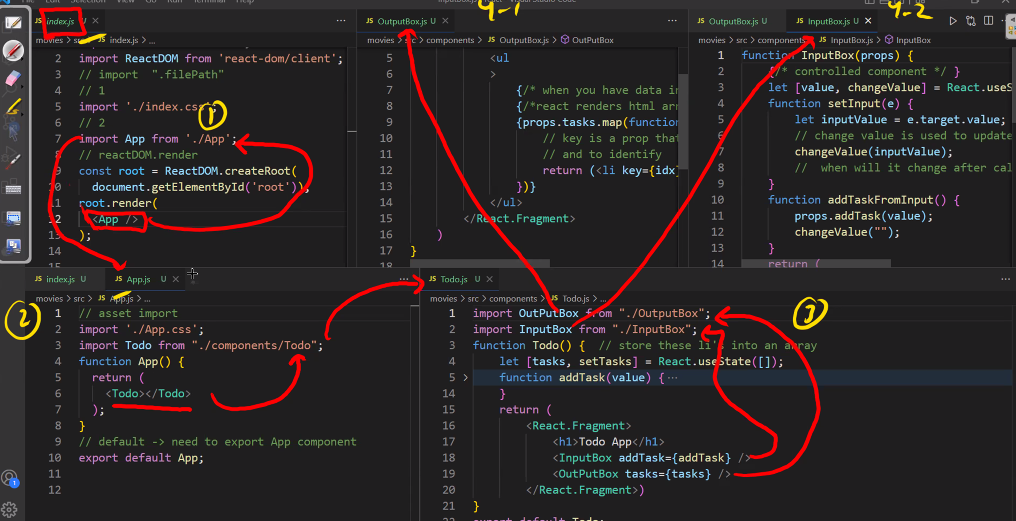 Selection View Go Run Terminal Help
4-1
4-2
JS index.js U
movies > src > JS index.js > ...
2 import ReactDOM from 'react-dom/client';
3 // import ".filePath"
4 // 1
5 import './index.css';
6 // 2
7 import App from './App';
8 // reactDOM.render
9 const root = ReactDOM.createRoot(
10 document.getElementById('root'));
11 root.render(
12 <App />
13 );
14
1
JS OutputBox.js U
movies > src > components > JS OutputBox.js > OutPutBox
5 <ul
6 >
7 {/* when you have data in
8 {/*react renders html arr
9 {props.tasks.map(function
10 // key is a prop that
11 // and to identify
12 return (<li key={idx}
13 })}
14 </ul>
15 </React.Fragment>
16 )
17 }
18
JS OutputBox.js U
JS InputBox.js U
movies > src > components > JS InputBox.js > InputBox
1 function InputBox(props) {
2 {/* controlled component */ }
3 let [value, changeValue] = React.useS
4 function setInput(e) {
5 let inputValue = e.target.value;
6 // change value is used to update
7 changeValue(inputValue);
8 // when will it change after cal
9 }
10 function addTaskFromInput() {
11 props.addTask(value);
12 changeValue("");
13 }
14 return (
2
JS index.js U
JS App.js U
movies > src > JS App.js > ...
1 // asset import
2 import './App.css';
3 import Todo from "./components/Todo";
4 function App() {
5 return (
6 <Todo></Todo>
7 );
8 }
9 // default -> need to export App component
10 export default App;
11
12
JS Todo.js U
movies > src > components > JS Todo.js > ...
3
1 import OutPutBox from "./OutputBox";
2 import InputBox from "./InputBox";
3 function Todo() { // store these li's into an array
4 let [tasks, setTasks] = React.useState([]);
5 function addTask(value) { ...
14 }
15 return (
16 <React.Fragment>
17 <h1>Todo App</h1>
18 <InputBox addTask={addTask} />
19 <OutPutBox tasks={tasks} />
20 </React.Fragment>)
21 }
22 export default Todo;
1